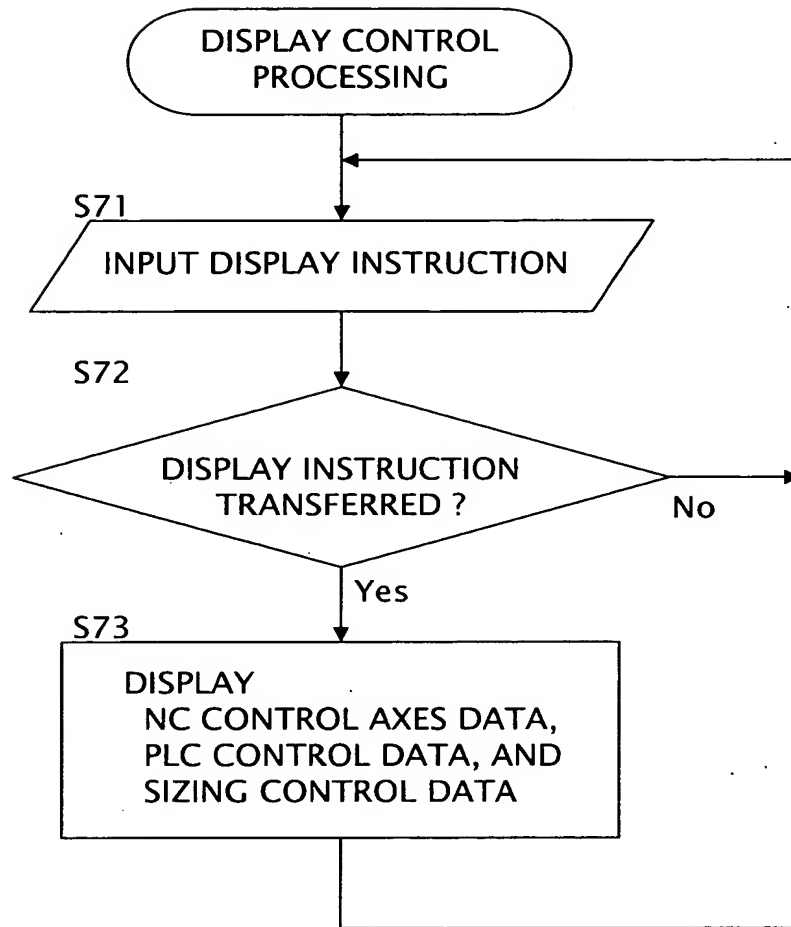 DISPLAY CONTROL
PROCESSING
S71
INPUT DISPLAY INSTRUCTION
S72
DISPLAY INSTRUCTION
TRANSFERRED ?
No
Yes
S73
DISPLAY
NC CONTROL AXES DATA,
PLC CONTROL DATA, AND
SIZING CONTROL DATA